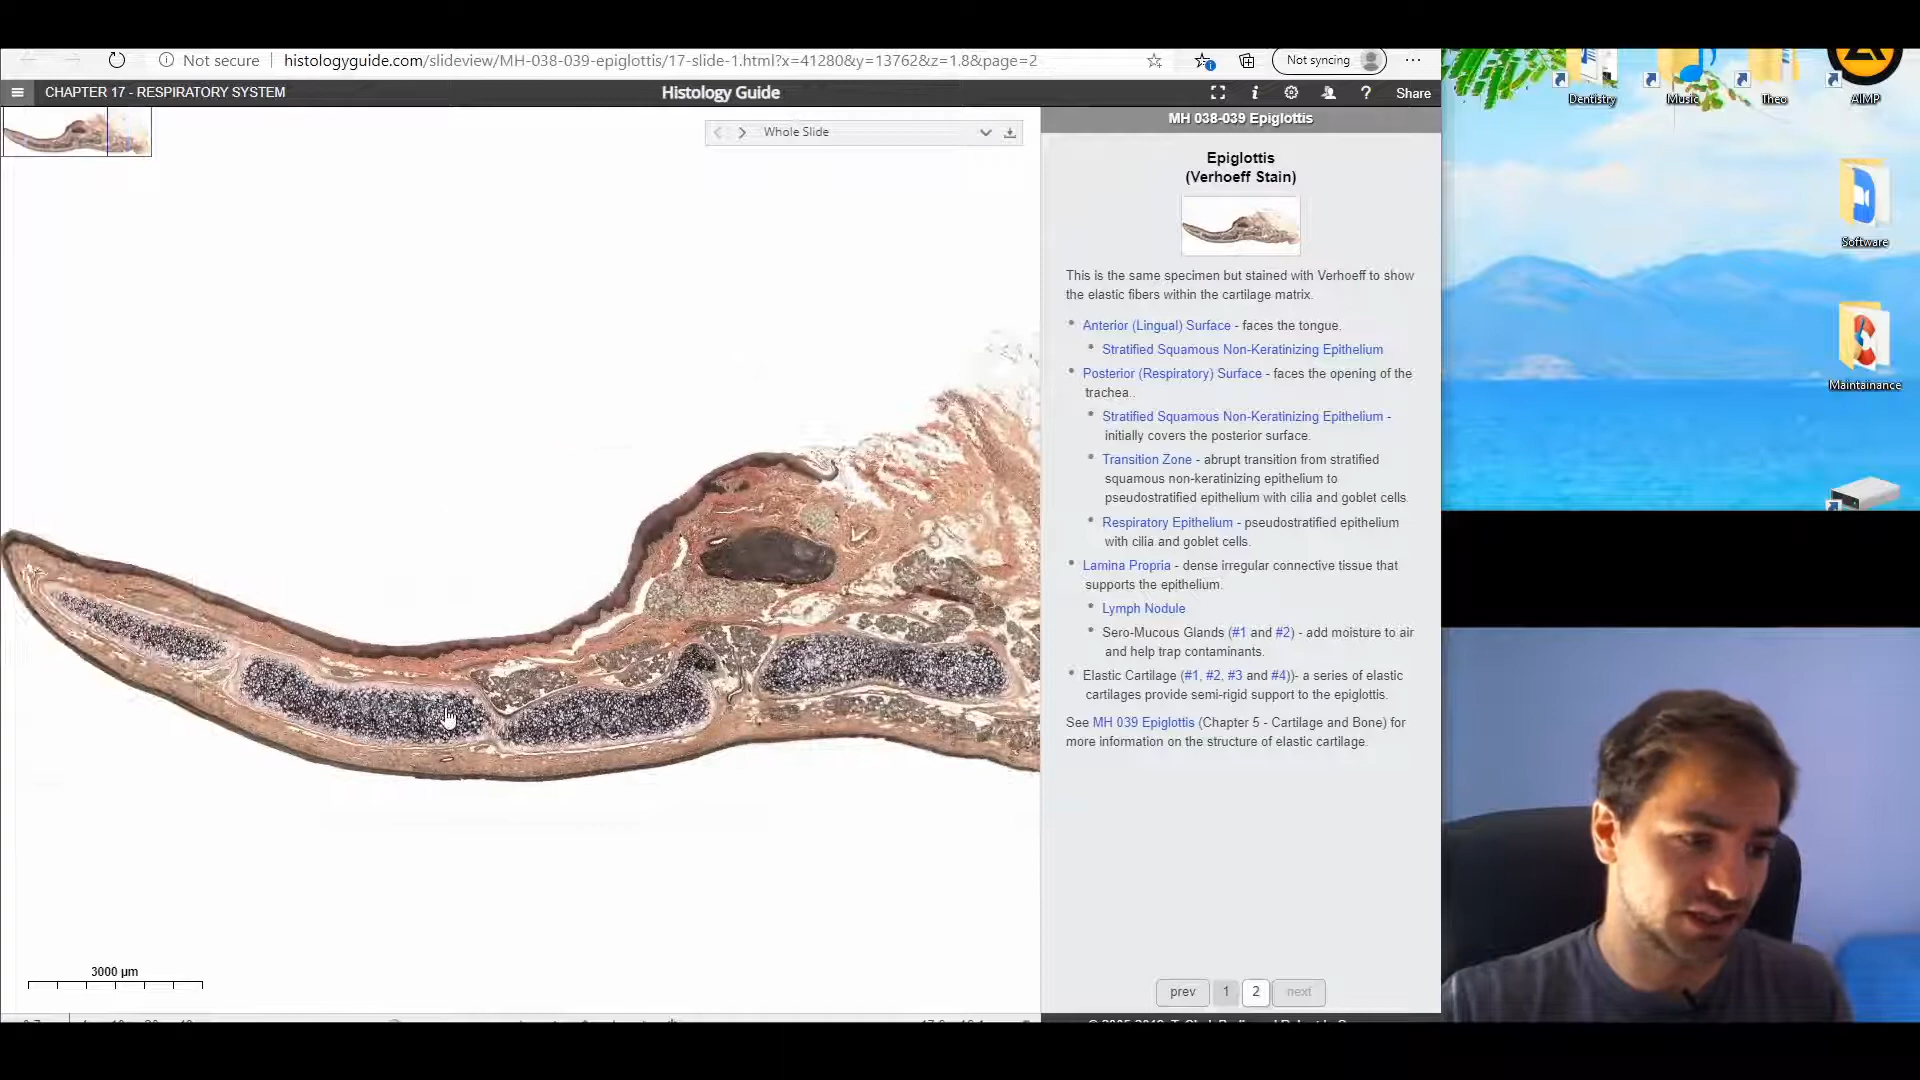 Not secure histologyguide.com/slideview/MH-038-039-epiglottis/17-slide-1.html?x=41280&y=13762&z=1.8&page=2 Not syncing
CHAPTER 17 - RESPIRATORY SYSTEM Histology Guide Share
Whole Slide
MH 038-039 Epiglottis
Epiglottis
(Verhoeff Stain)
This is the same specimen but stained with Verhoeff to show
the elastic fibers within the cartilage matrix.
Anterior (Lingual) Surface - faces the tongue.
Stratified Squamous Non-Keratinizing Epithelium
Posterior (Respiratory) Surface - faces the opening of the
trachea..
Stratified Squamous Non-Keratinizing Epithelium -
initially covers the posterior surface.
Transition Zone - abrupt transition from stratified
squamous non-keratinizing epithelium to
pseudostratified epithelium with cilia and goblet cells.
Respiratory Epithelium - pseudostratified epithelium
with cilia and goblet cells.
Lamina Propria - dense irregular connective tissue that
supports the epithelium.
Lymph Nodule
Sero-Mucous Glands (#1 and #2) - add moisture to air
and help trap contaminants.
Elastic Cartilage (#1, #2, #3 and #4))- a series of elastic
cartilages provide semi-rigid support to the epiglottis.
See MH 039 Epiglottis (Chapter 5 - Cartilage and Bone) for
more information on the structure of elastic cartilage.
prev 1 2 next
3000 µm
Dentistry Music Theo AIMP
Software
Maintainance